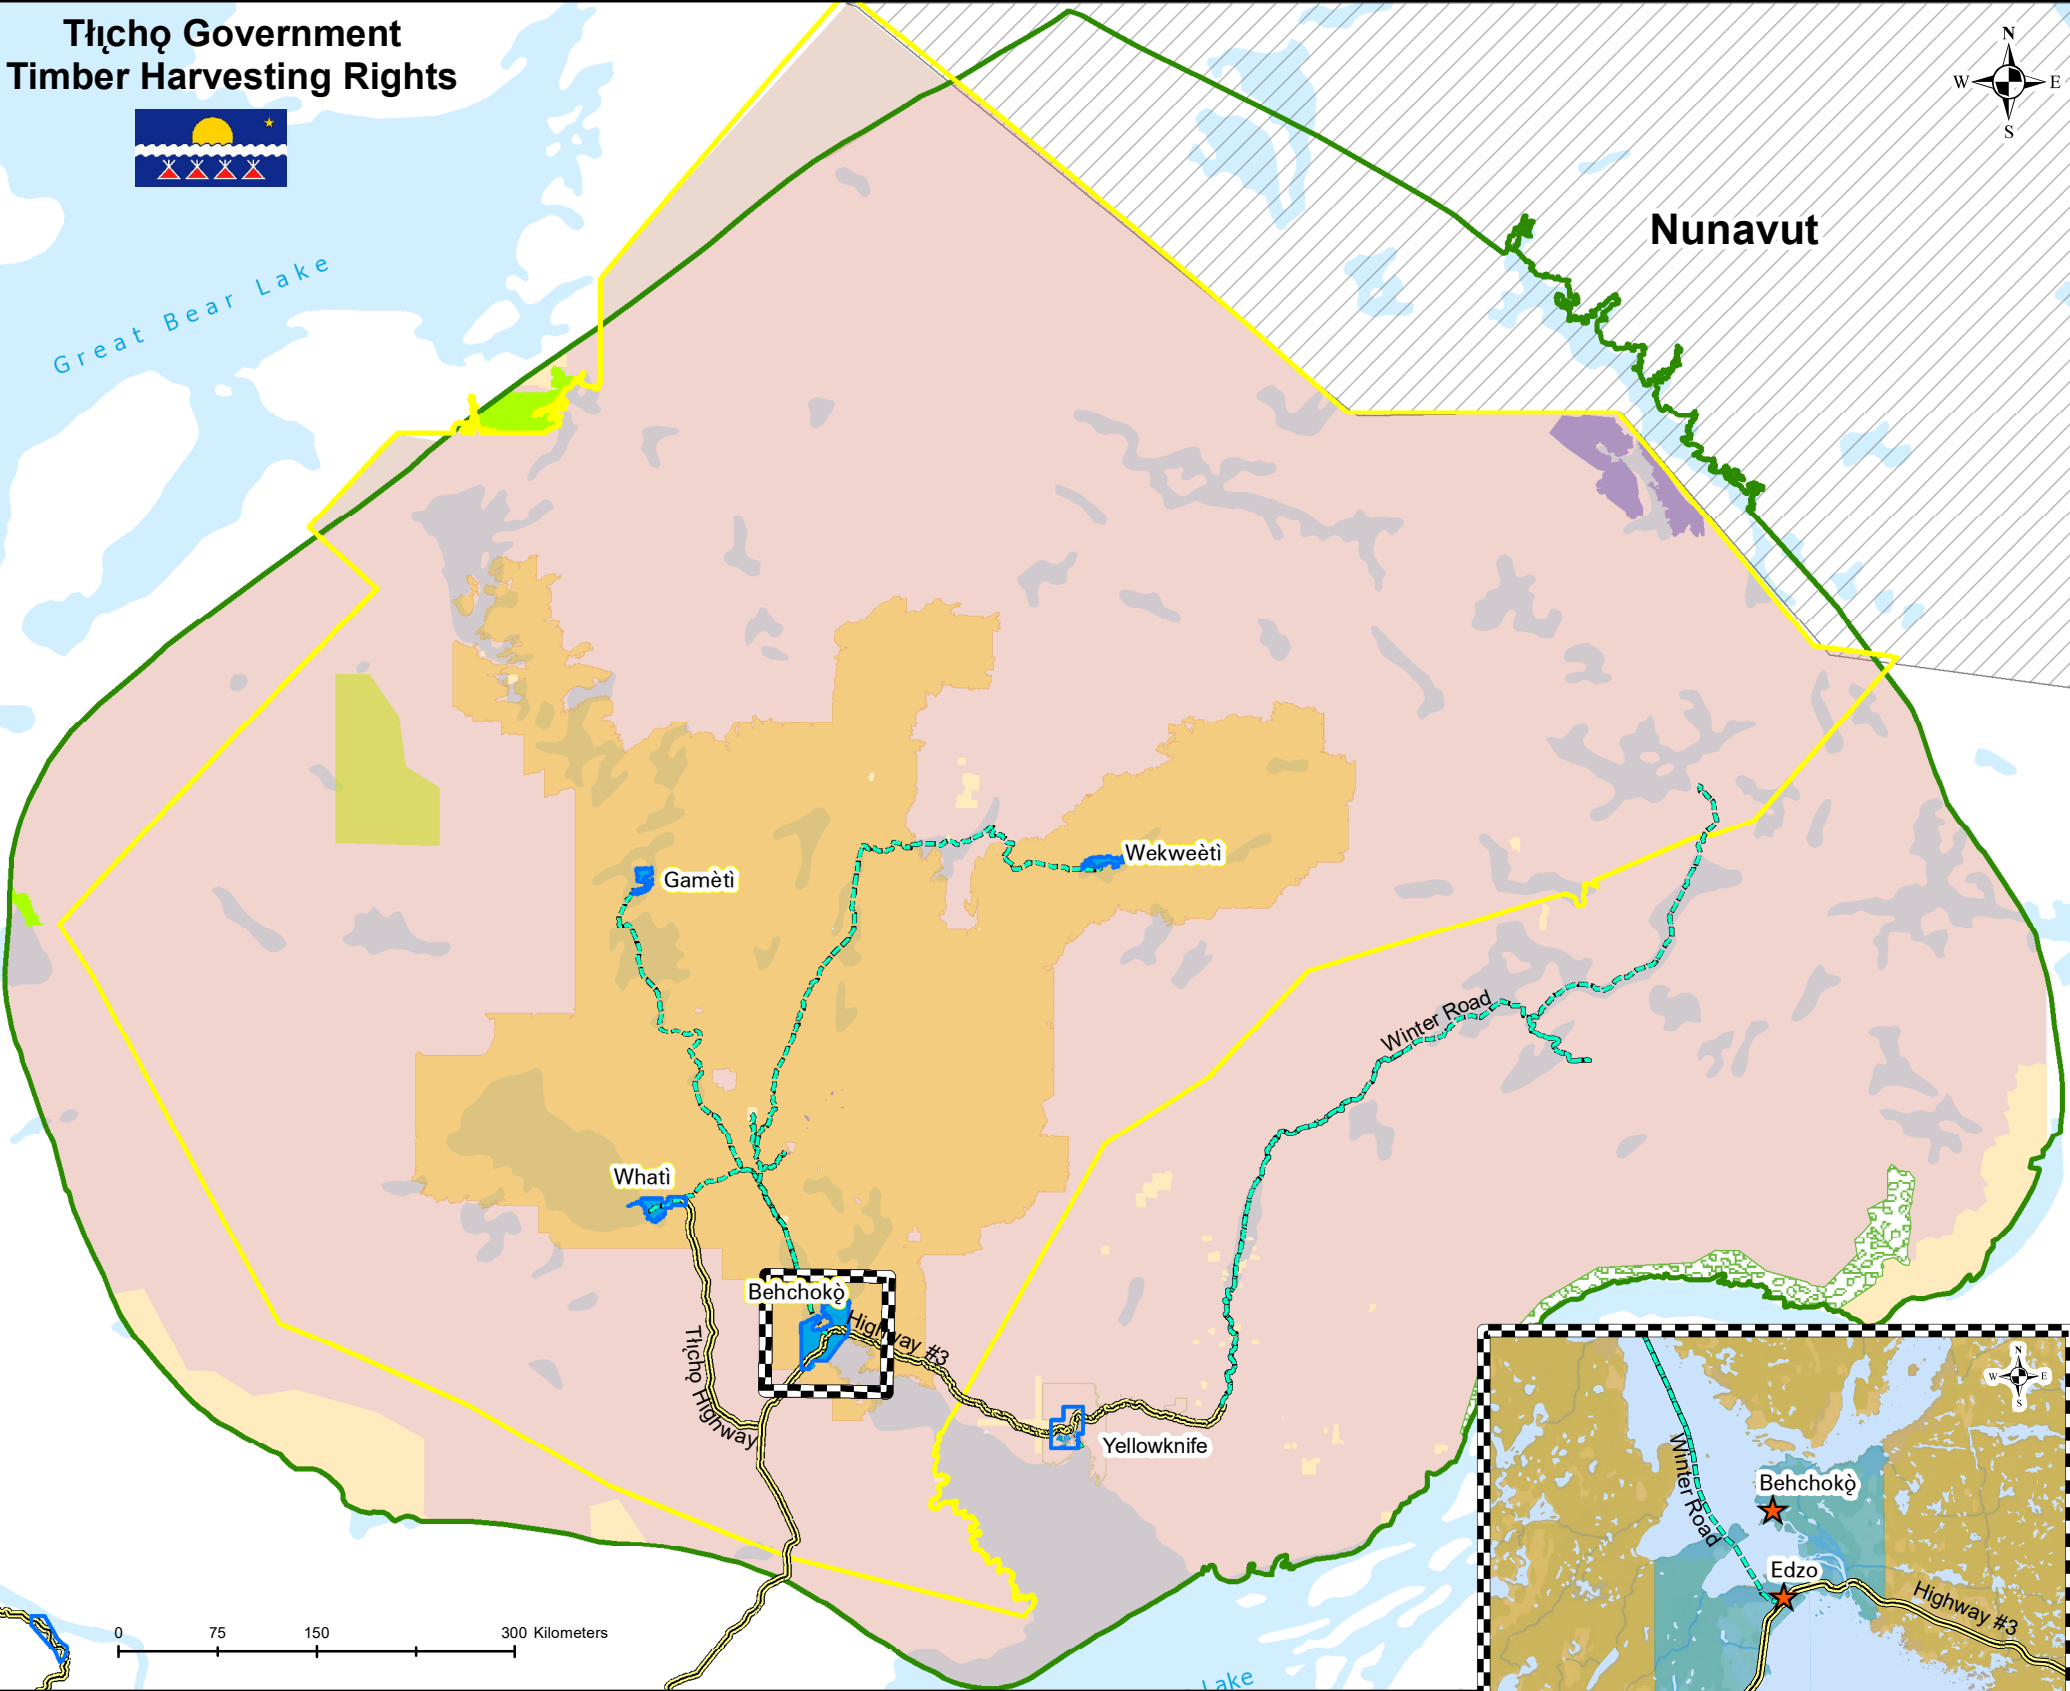 Tłı̨chǫ Government
Timber Harvesting Rights
N
W
E
S
Nunavut
Great Bear Lake
Gamètì
Wekweètì
Winter Road
Whatì
Behchokǫ̀
Highway #3
Tłı̨chǫ Highway
Yellowknife
0 75 150 300 Kilometers
Lake
N
W
E
S
Winter Road
Behchokǫ̀
Edzo
Highway #3